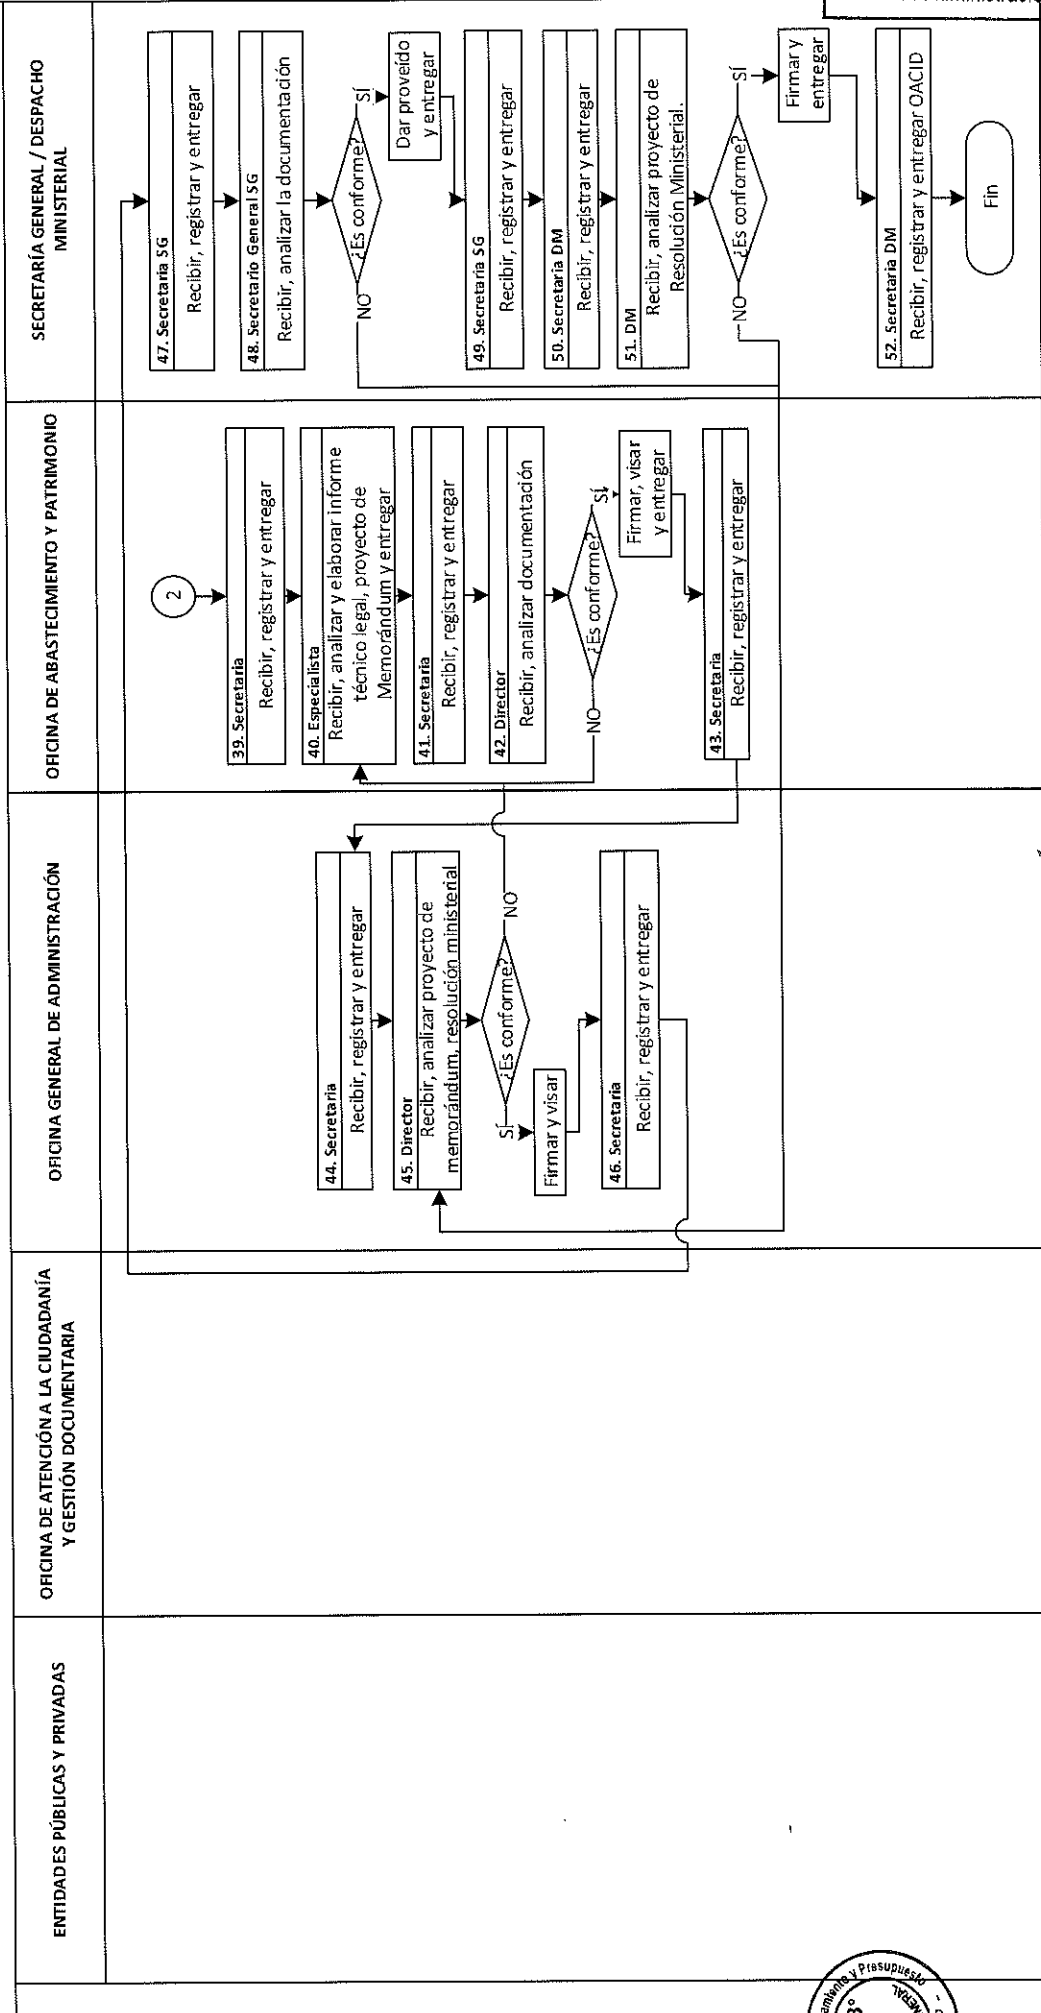 ENTIDADES PÚBLICAS Y PRIVADAS
OFICINA DE ATENCIÓN A LA CIUDADANÍA
Y GESTIÓN DOCUMENTARIA
OFICINA GENERAL DE ADMINISTRACIÓN
OFICINA DE ABASTECIMIENTO Y PATRIMONIO
SECRETARÍA GENERAL / DESPACHO
MINISTERIAL
2
39. Secretaria
Recibir, registrar y entregar
40. Especialista
Recibir, analizar y elaborar informe
técnico legal, proyecto de
Memorándum y entregar
41. Secretaria
Recibir, registrar y entregar
42. Director
Recibir, analizar documentación
¿Es conforme?
NO
SÍ
Firmar, visar
y entregar
43. Secretaria
Recibir, registrar y entregar
44. Secretaria
Recibir, registrar y entregar
45. Director
Recibir, analizar proyecto de
memorándum, resolución ministerial
¿Es conforme?
SÍ
NO
Firmar y visar
46. Secretaria
Recibir, registrar y entregar
47. Secretaria SG
Recibir, registrar y entregar
48. Secretario General SG
Recibir, analizar la documentación
¿Es conforme?
NO
SÍ
Dar proveído
y entregar
49. Secretaria SG
Recibir, registrar y entregar
50. Secretaria DM
Recibir, registrar y entregar
51. DM
Recibir, analizar proyecto de
Resolución Ministerial.
¿Es conforme?
NO
SÍ
Firmar y
entregar
52. Secretaria DM
Recibir, registrar y entregar OACID
Fin
y Presupuesto